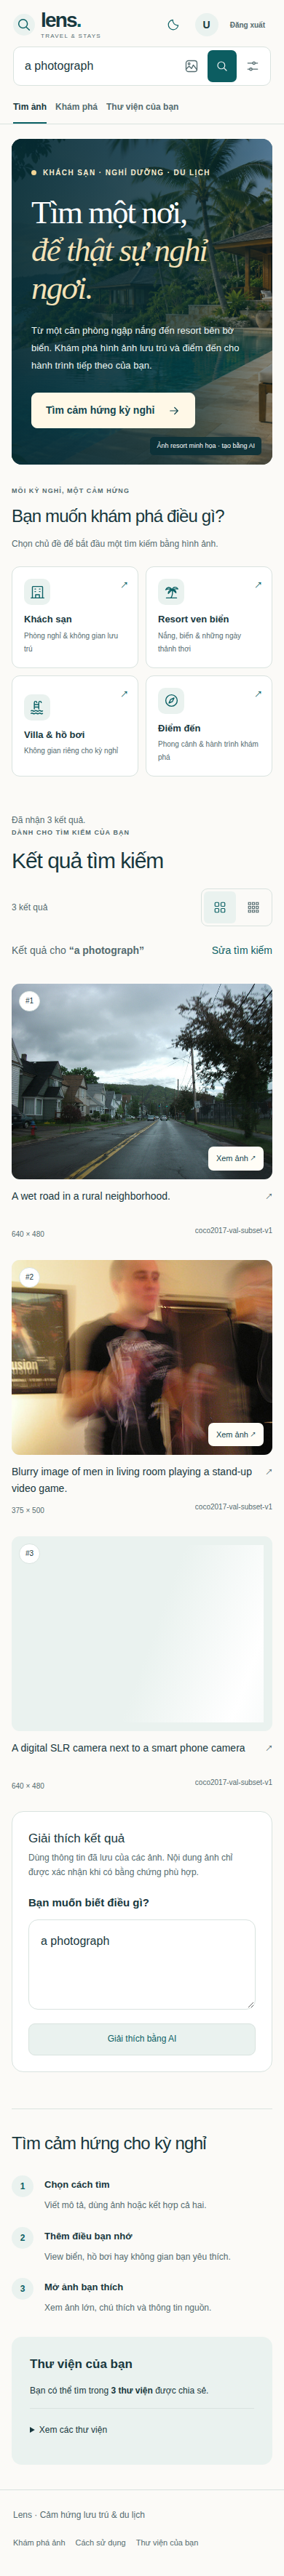 lens.
TRAVEL & STAYS
U
Đăng xuất
a photograph
Tìm ảnh
Khám phá
Thư viện của bạn
KHÁCH SẠN · NGHỈ DƯỠNG · DU LỊCH
Tìm một nơi,
để thật sự nghỉ
ngơi.
Từ một căn phòng ngập nắng đến resort bên bờ
biển. Khám phá hình ảnh lưu trú và điểm đến cho
hành trình tiếp theo của bạn.
Tìm cảm hứng kỳ nghỉ →
Ảnh resort minh họa · tạo bằng AI
MỖI KỲ NGHỈ, MỘT CẢM HỨNG
Bạn muốn khám phá điều gì?
Chọn chủ đề để bắt đầu một tìm kiếm bằng hình ảnh.
↗
Khách sạn
Phòng nghỉ & không gian lưu
trú
↗
Resort ven biển
Nắng, biển & những ngày
thảnh thơi
↗
Villa & hồ bơi
Không gian riêng cho kỳ nghỉ
↗
Điểm đến
Phong cảnh & hành trình khám
phá
Đã nhận 3 kết quả.
DÀNH CHO TÌM KIẾM CỦA BẠN
Kết quả tìm kiếm
3 kết quả
Kết quả cho “a photograph”
Sửa tìm kiếm
#1
Xem ảnh ↗
A wet road in a rural neighborhood. ↗
640 × 480
coco2017-val-subset-v1
#2
usion
Xem ảnh ↗
Blurry image of men in living room playing a stand-up ↗
video game.
375 × 500
coco2017-val-subset-v1
#3
A digital SLR camera next to a smart phone camera ↗
640 × 480
coco2017-val-subset-v1
Giải thích kết quả
Dùng thông tin đã lưu của các ảnh. Nội dung ảnh chỉ
được xác nhận khi có bằng chứng phù hợp.
Bạn muốn biết điều gì?
a photograph
Giải thích bằng AI
Tìm cảm hứng cho kỳ nghỉ
1
Chọn cách tìm
Viết mô tả, dùng ảnh hoặc kết hợp cả hai.
2
Thêm điều bạn nhớ
View biển, hồ bơi hay không gian bạn yêu thích.
3
Mở ảnh bạn thích
Xem ảnh lớn, chú thích và thông tin nguồn.
Thư viện của bạn
Bạn có thể tìm trong 3 thư viện được chia sẻ.
▶ Xem các thư viện
Lens · Cảm hứng lưu trú & du lịch
Khám phá ảnh
Cách sử dụng
Thư viện của bạn